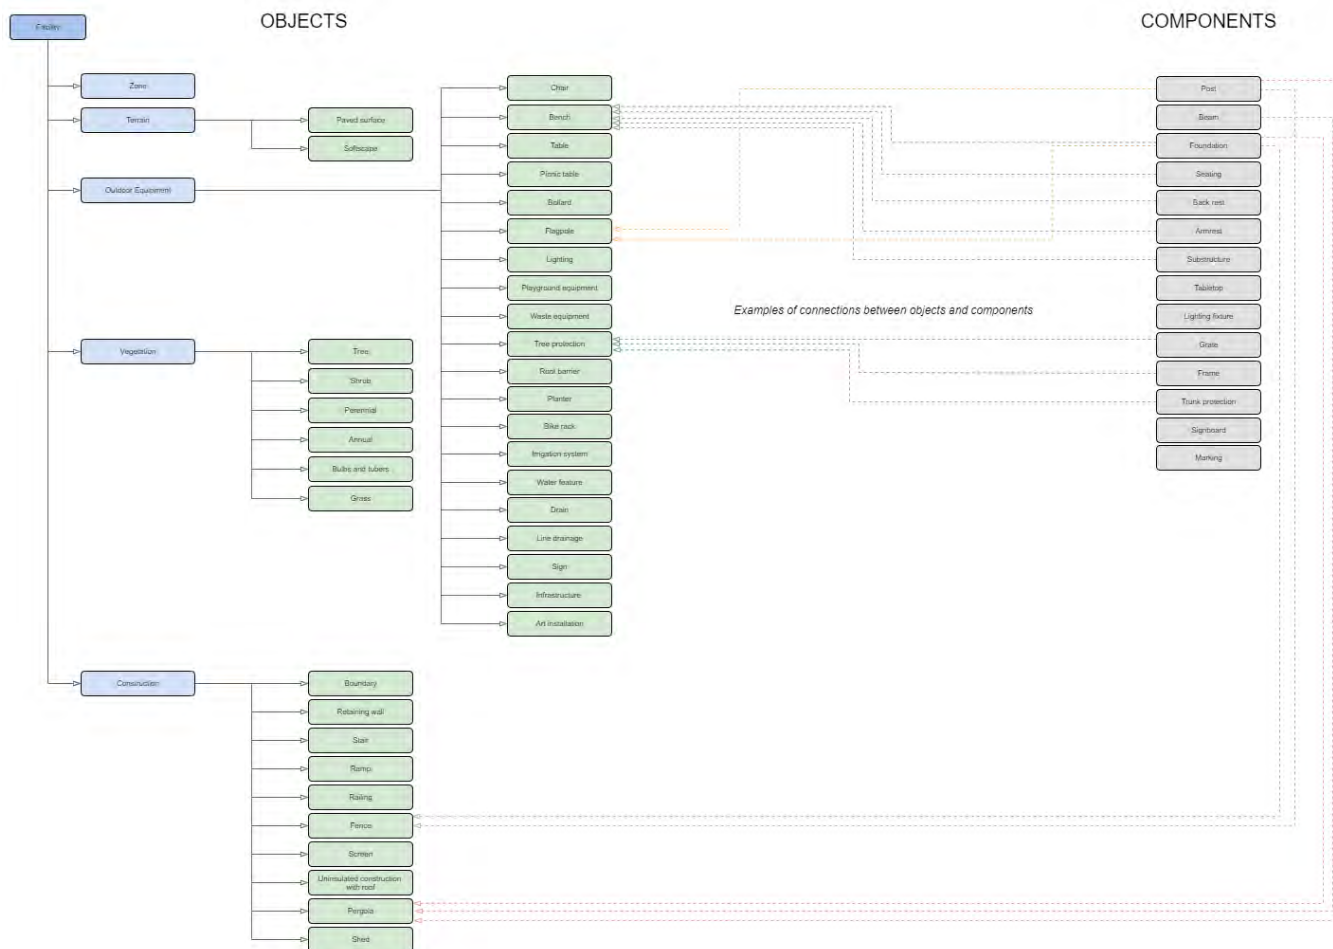 OBJECTS
COMPONENTS
Facility
Zone
Terrain
Paved surface
Softscape
Outdoor Equipment
Chair
Bench
Table
Picnic table
Bollard
Flagpole
Lighting
Playground equipment
Waste equipment
Tree protection
Root barrier
Planter
Bike rack
Irrigation system
Water feature
Drain
Line drainage
Sign
Infrastructure
Art installation
Vegetation
Tree
Shrub
Perennial
Annual
Bulbs and tubers
Grass
Construction
Boundary
Retaining wall
Stair
Ramp
Railing
Fence
Screen
Uninsulated construction
with roof
Pergola
Shed
Examples of connections between objects and components
Post
Beam
Foundation
Seating
Back rest
Armrest
Substructure
Tabletop
Lighting fixture
Grate
Frame
Trunk protection
Signboard
Marking